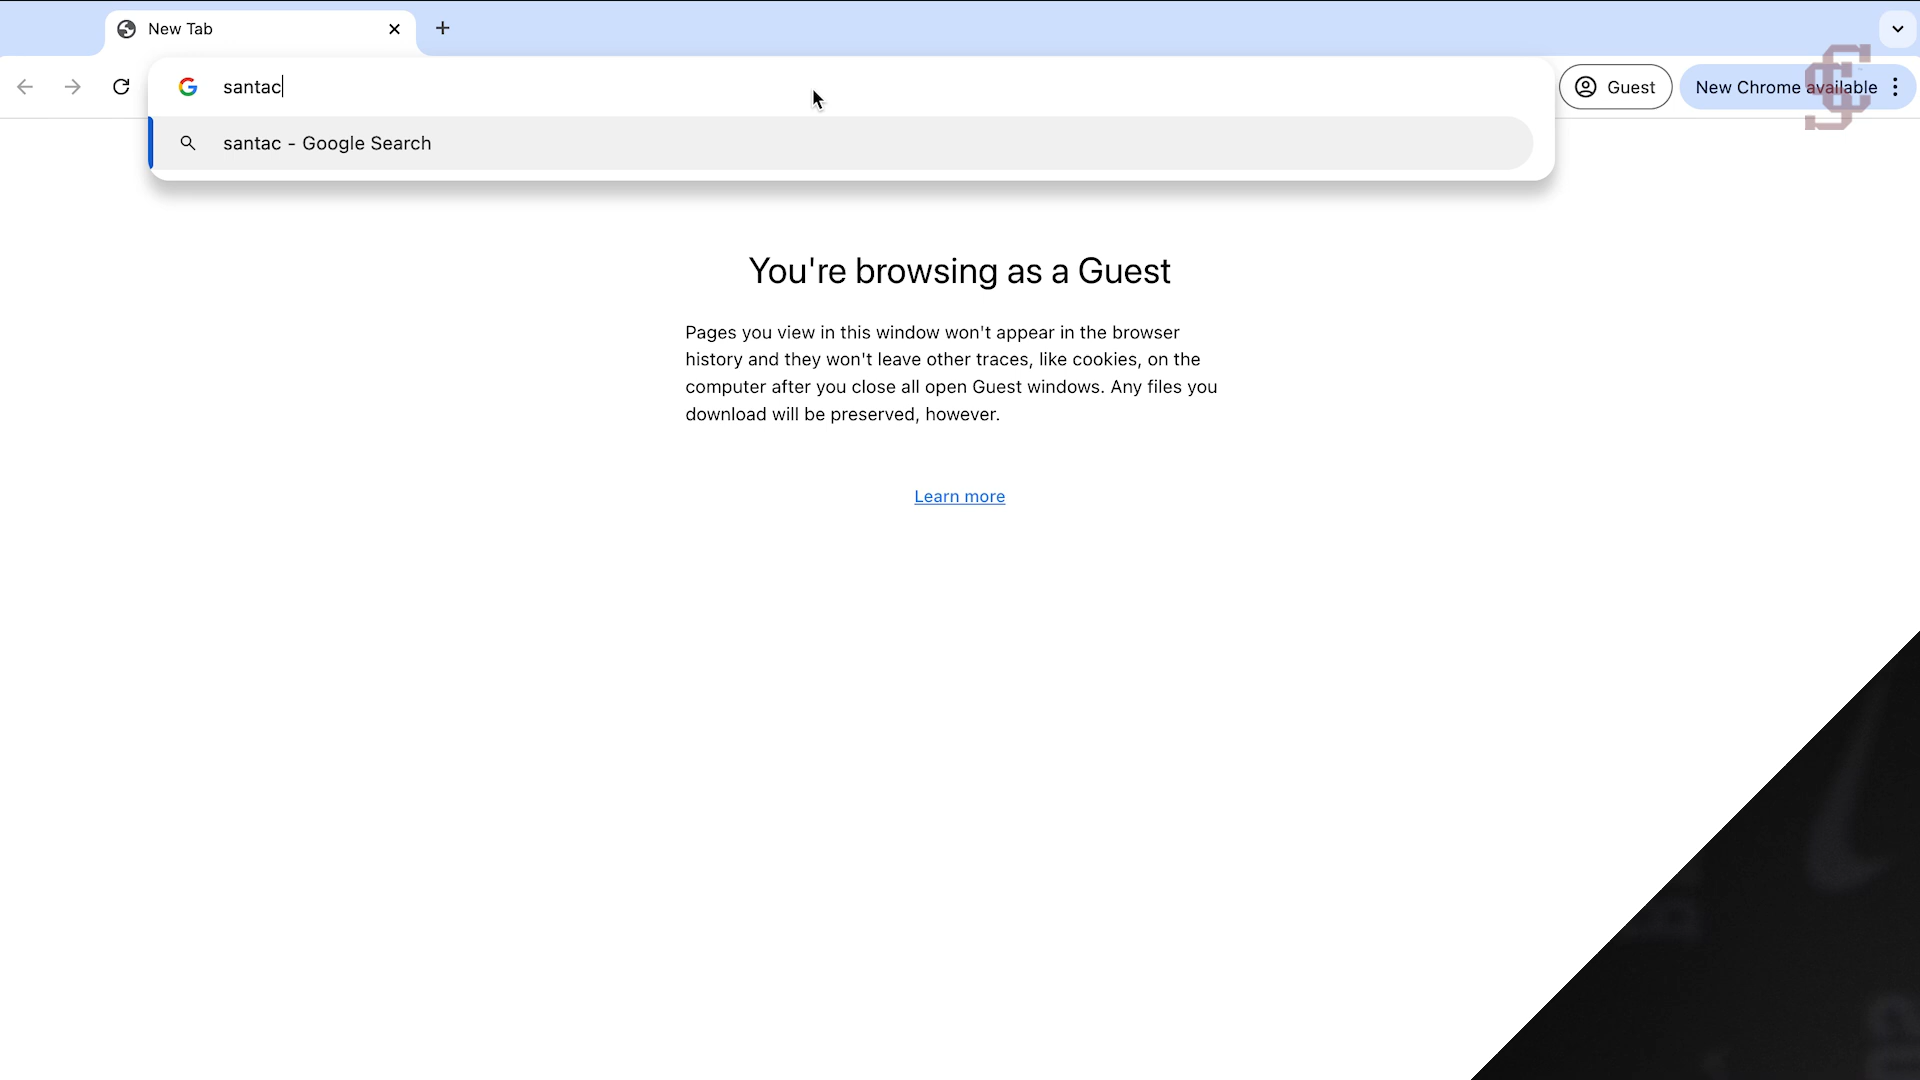 New Tab
santac
Guest
New Chrome available
santac - Google Search
You're browsing as a Guest
Pages you view in this window won't appear in the browser
history and they won't leave other traces, like cookies, on the
computer after you close all open Guest windows. Any files you
download will be preserved, however.
Learn more